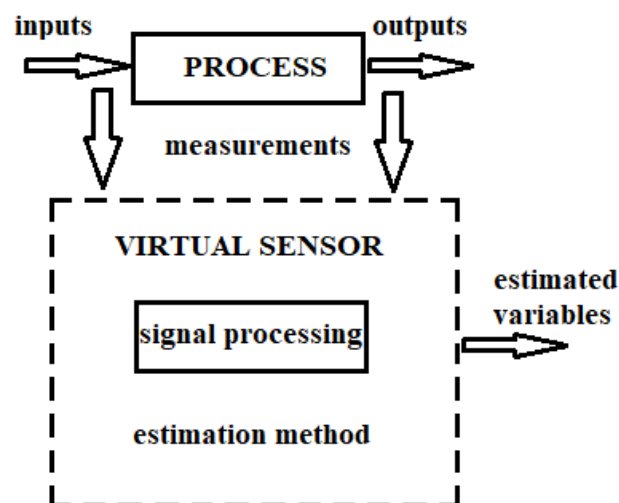 inputs
outputs
PROCESS
measurements
VIRTUAL SENSOR
estimated
variables
signal processing
estimation method